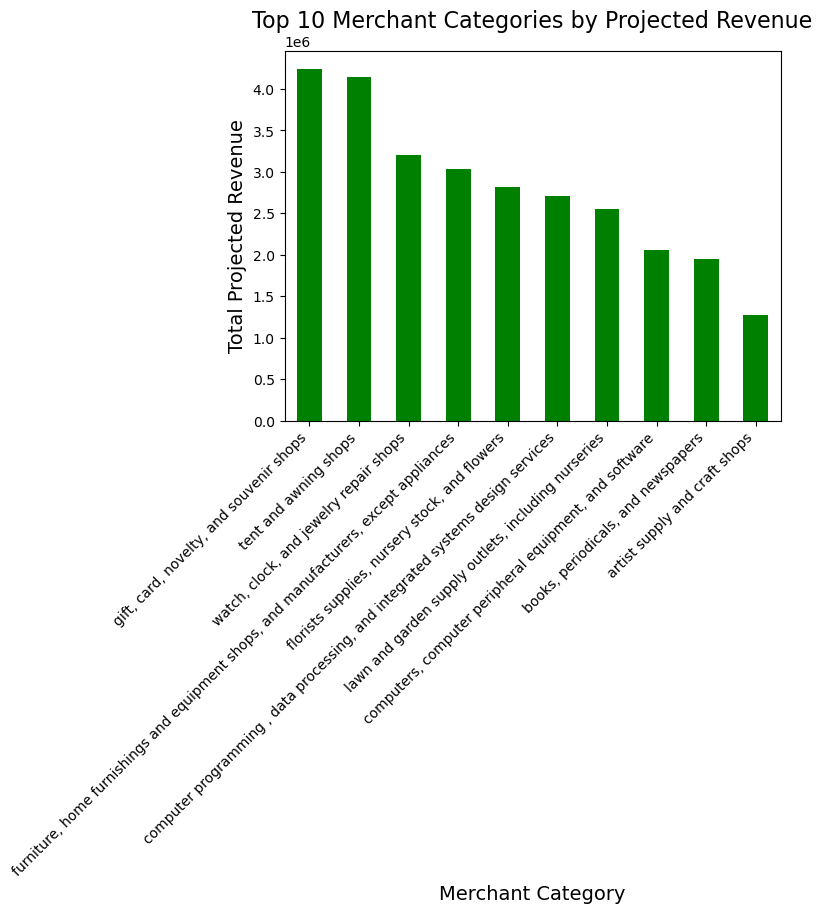 Top 10 Merchant Categories by Projected Revenue
1e6
4.0
3.5
3.0
2.5
2.0
1.5
1.0
0.5
0.0
Total Projected Revenue
gift, card, novelty, and souvenir shops
tent and awning shops
watch, clock, and jewelry repair shops
furniture, home furnishings and equipment shops, and manufacturers, except appliances
florists supplies, nursery stock, and flowers
computer programming , data processing, and integrated systems design services
lawn and garden supply outlets, including nurseries
computers, computer peripheral equipment, and software
books, periodicals, and newspapers
artist supply and craft shops
Merchant Category